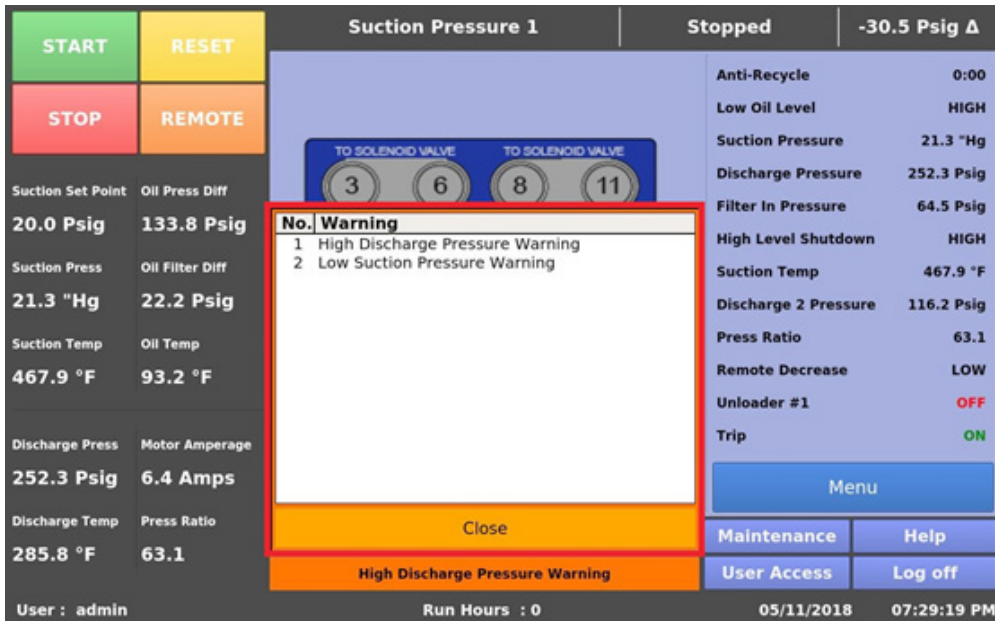 START
RESET
STOP
REMOTE
Suction Pressure 1
Stopped
-30.5 Psig Δ
Suction Set Point Oil Press Diff
20.0 Psig 133.8 Psig
Suction Press Oil Filter Diff
21.3 "Hg 22.2 Psig
Suction Temp Oil Temp
467.9 °F 93.2 °F
Discharge Press Motor Amperage
252.3 Psig 6.4 Amps
Discharge Temp Press Ratio
285.8 °F 63.1
TO SOLENOID VALVE TO SOLENOID VALVE
3 6 8 11
No. Warning
1 High Discharge Pressure Warning
2 Low Suction Pressure Warning
Close
High Discharge Pressure Warning
Anti-Recycle 0:00
Low Oil Level HIGH
Suction Pressure 21.3 "Hg
Discharge Pressure 252.3 Psig
Filter In Pressure 64.5 Psig
High Level Shutdown HIGH
Suction Temp 467.9 °F
Discharge 2 Pressure 116.2 Psig
Press Ratio 63.1
Remote Decrease LOW
Unloader #1 OFF
Trip ON
Menu
Maintenance Help
User Access Log off
User : admin Run Hours : 0 05/11/2018 07:29:19 PM